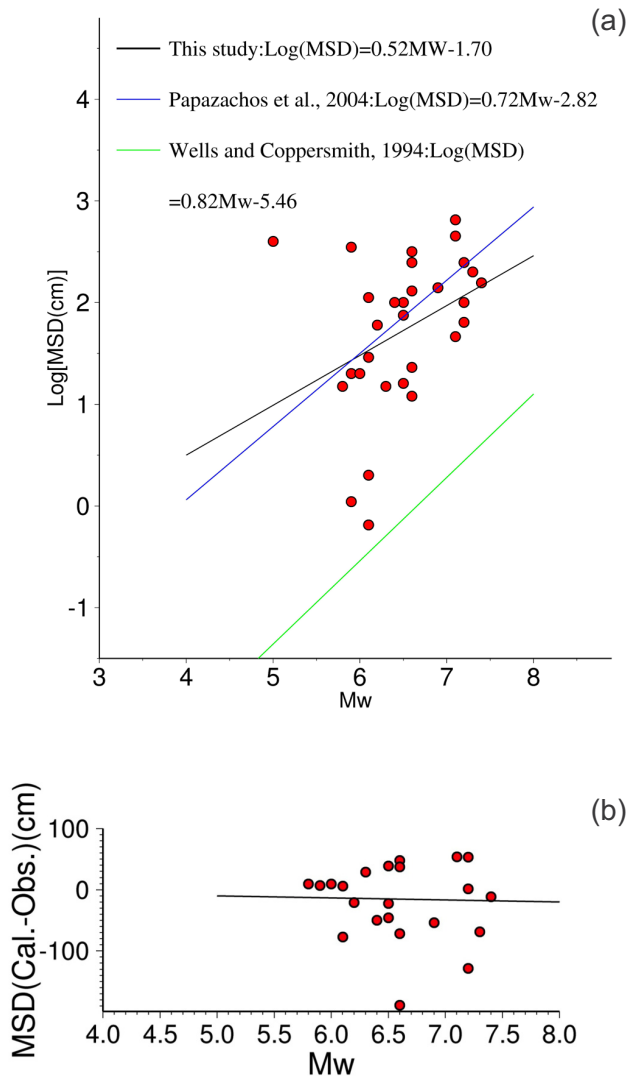 (a)
This study:Log(MSD)=0.52MW-1.70
Papazachos et al., 2004:Log(MSD)=0.72Mw-2.82
Wells and Coppersmith, 1994:Log(MSD)
=0.82Mw-5.46
Log[MSD(cm)]
4
3
2
1
0
-1
3 4 5 6 7 8
Mw
(b)
MSD(Cal.-Obs.)(cm)
100
0
-100
4.0 4.5 5.0 5.5 6.0 6.5 7.0 7.5 8.0
Mw